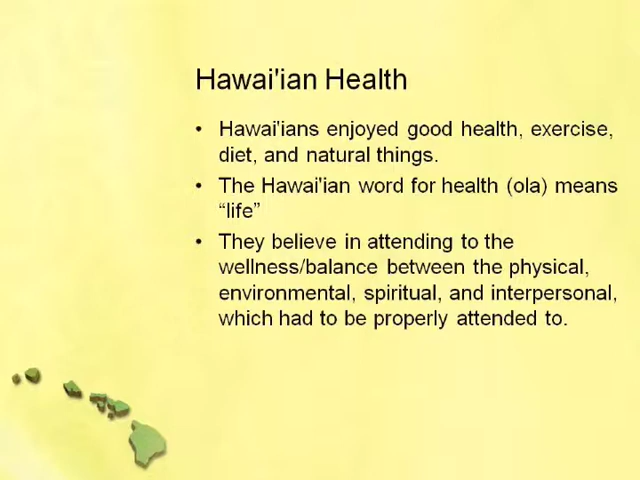 Hawai'ian Health
• Hawai'ians enjoyed good health, exercise,
diet, and natural things.
• The Hawai'ian word for health (ola) means
“life”
• They believe in attending to the
wellness/balance between the physical,
environmental, spiritual, and interpersonal,
which had to be properly attended to.